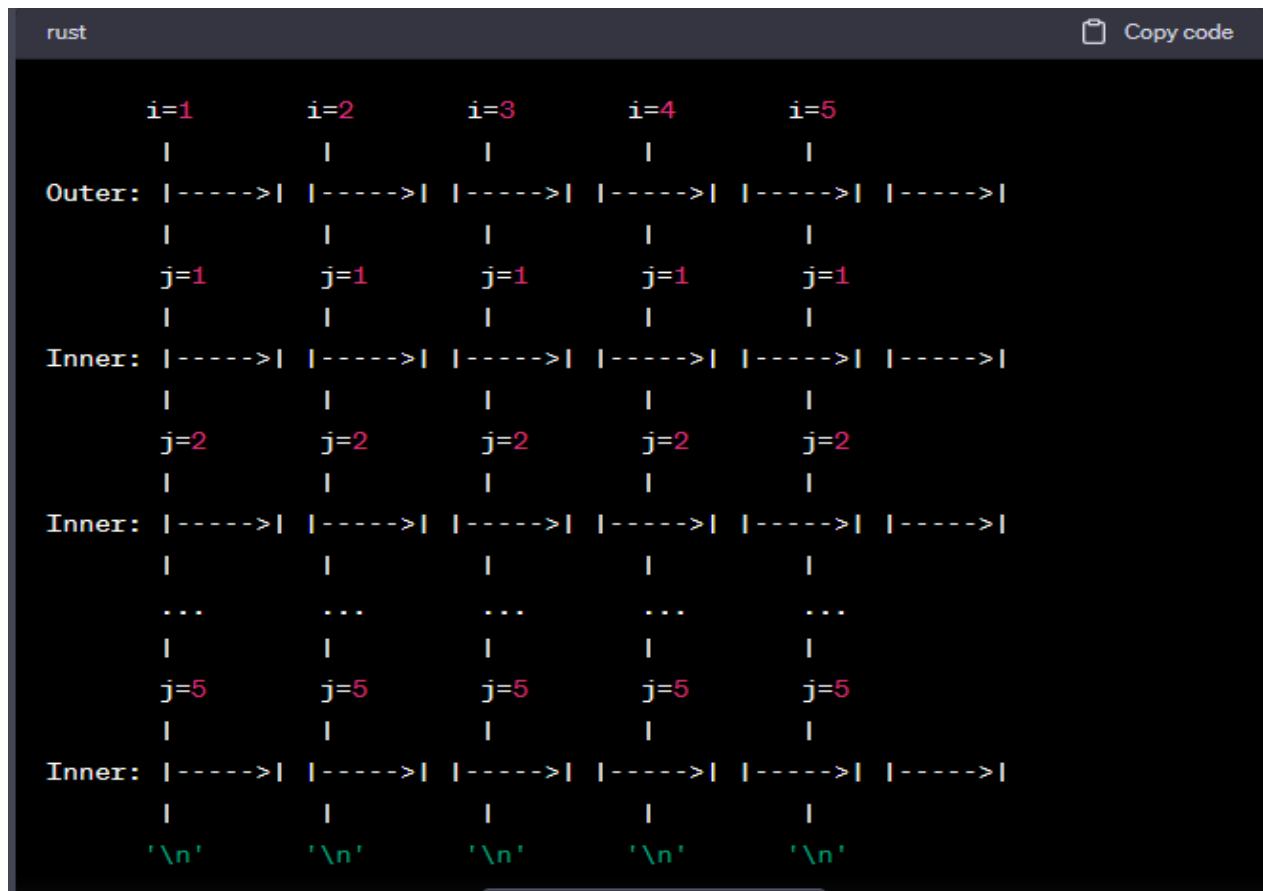 rust Copy code
i=1 i=2 i=3 i=4 i=5
| | | | |
Outer: |----->| |----->| |----->| |----->| |----->| |----->|
| | | | |
j=1 j=1 j=1 j=1 j=1
| | | | |
Inner: |----->| |----->| |----->| |----->| |----->| |----->|
| | | | |
j=2 j=2 j=2 j=2 j=2
| | | | |
Inner: |----->| |----->| |----->| |----->| |----->| |----->|
| | | | |
... ... ... ... ...
| | | | |
j=5 j=5 j=5 j=5 j=5
| | | | |
Inner: |----->| |----->| |----->| |----->| |----->| |----->|
| | | | |
'\n' '\n' '\n' '\n' '\n'